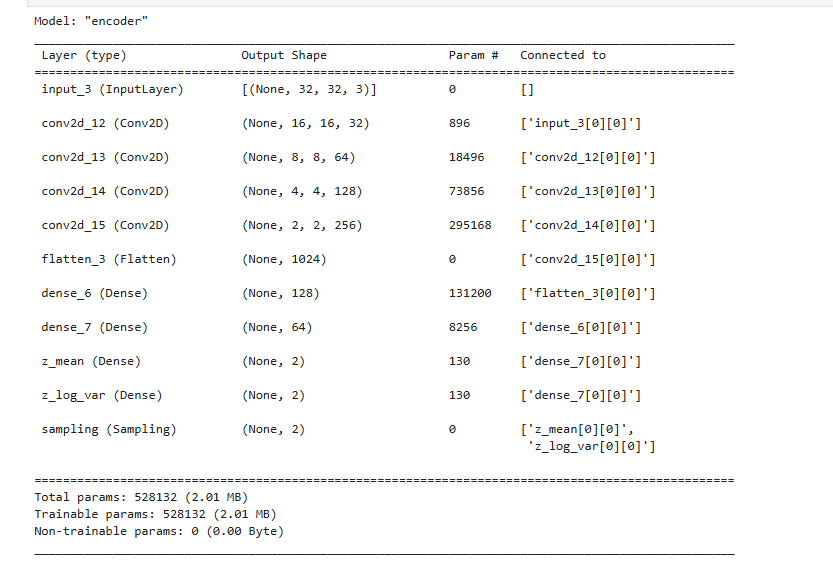 Model: "encoder"
Layer (type) Output Shape Param # Connected to
input_3 (InputLayer) [(None, 32, 32, 3)] 0 []
conv2d_12 (Conv2D) (None, 16, 16, 32) 896 ['input_3[0][0]']
conv2d_13 (Conv2D) (None, 8, 8, 64) 18496 ['conv2d_12[0][0]']
conv2d_14 (Conv2D) (None, 4, 4, 128) 73856 ['conv2d_13[0][0]']
conv2d_15 (Conv2D) (None, 2, 2, 256) 295168 ['conv2d_14[0][0]']
flatten_3 (Flatten) (None, 1024) 0 ['conv2d_15[0][0]']
dense_6 (Dense) (None, 128) 131200 ['flatten_3[0][0]']
dense_7 (Dense) (None, 64) 8256 ['dense_6[0][0]']
z_mean (Dense) (None, 2) 130 ['dense_7[0][0]']
z_log_var (Dense) (None, 2) 130 ['dense_7[0][0]']
sampling (Sampling) (None, 2) 0 ['z_mean[0][0]',
'z_log_var[0][0]']
Total params: 528132 (2.01 MB)
Trainable params: 528132 (2.01 MB)
Non-trainable params: 0 (0.00 Byte)